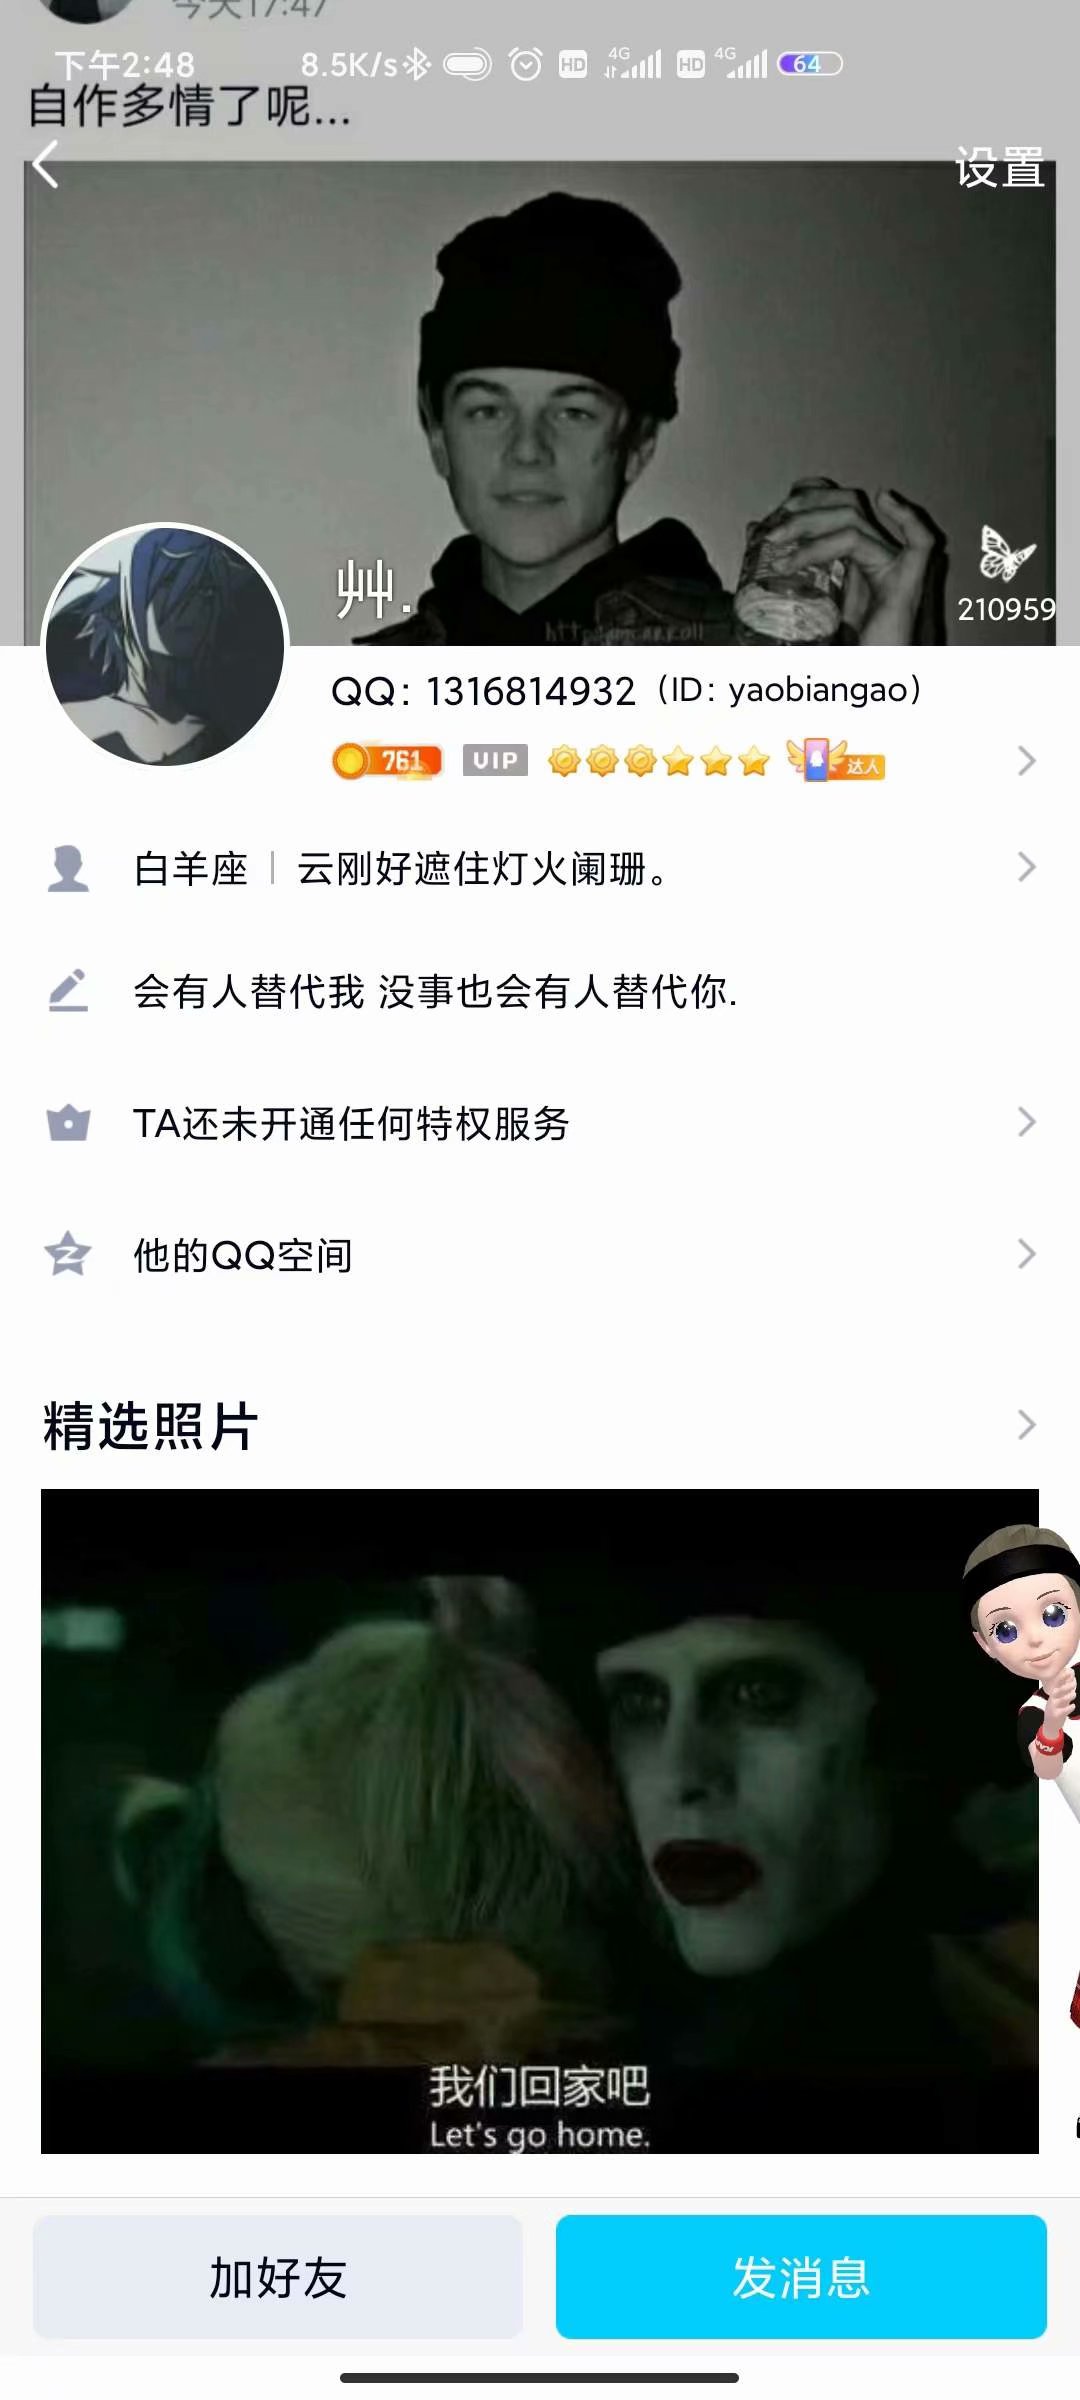 今天17:47
下午2:48 8.5K/s HD 4G HD 4G 64
自作多情了呢...
设置
艸.
210959
QQ：1316814932（ID：yaobiangao）
761 VIP 达人
白羊座 | 云刚好遮住灯火阑珊。
会有人替代我 没事也会有人替代你.
TA还未开通任何特权服务
他的QQ空间
精选照片
我们回家吧
Let's go home.
加好友 发消息